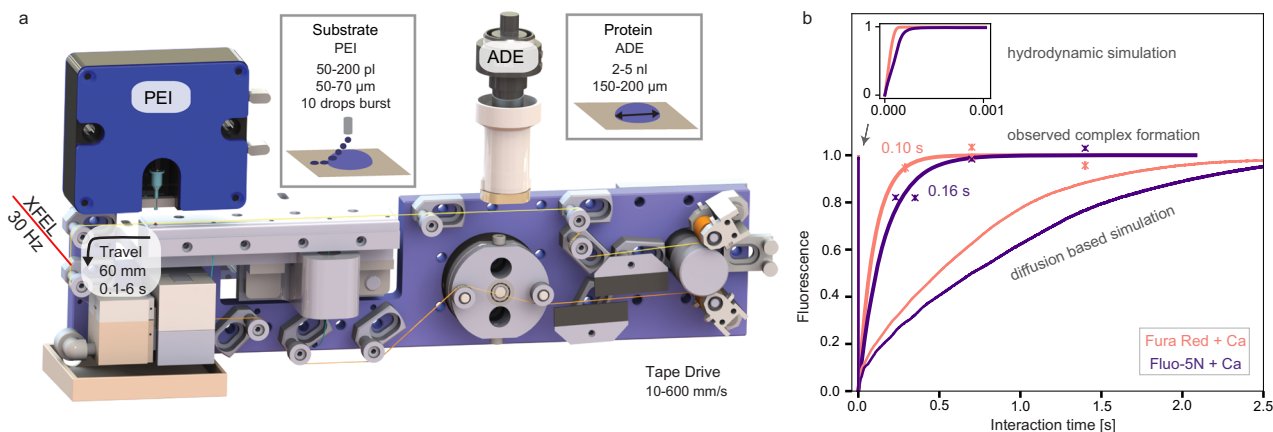 a
PEI
Substrate
PEI
50-200 pl
50-70 µm
10 drops burst
ADE
Protein
ADE
2-5 nl
150-200 µm
XFEL
30 Hz
Travel
60 mm
0.1-6 s
Tape Drive
10-600 mm/s
b
1
0
0.000
0.001
hydrodynamic simulation
observed complex formation
0.10 s
0.16 s
diffusion based simulation
Fluorescence
1.0
0.8
0.6
0.4
0.2
0.0
Fura Red + Ca
Fluo-5N + Ca
0.0
0.5
1.0
1.5
2.0
2.5
Interaction time [s]